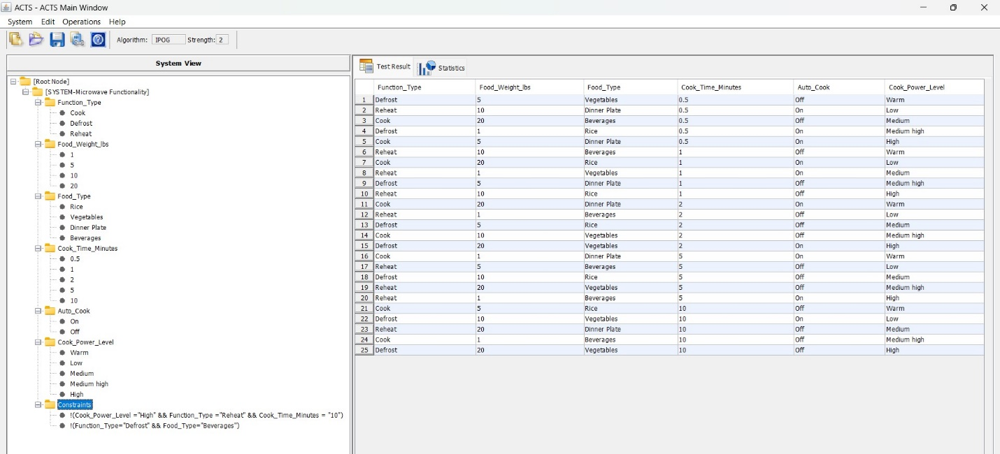 ACTS - ACTS Main Window
System Edit Operations Help
Algorithm: IPOG Strength: 2
System View
[Root Node]
[SYSTEM-Microwave Functionality]
Function_Type
Cook
Defrost
Reheat
Food_Weight_lbs
1
5
10
20
Food_Type
Rice
Vegetables
Dinner Plate
Beverages
Cook_Time_Minutes
0.5
1
2
5
10
Auto_Cook
On
Off
Cook_Power_Level
Warm
Low
Medium
Medium high
High
Constraints
!(Cook_Power_Level ="High" && Function_Type ="Reheat" && Cook_Time_Minutes = "10")
!(Function_Type="Defrost" && Food_Type="Beverages")
Test Result Statistics
Function_Type Food_Weight_lbs Food_Type Cook_Time_Minutes Auto_Cook Cook_Power_Level
1 Defrost 5 Vegetables 0.5 Off Warm
2 Reheat 10 Dinner Plate 0.5 On Low
3 Cook 20 Beverages 0.5 Off Medium
4 Defrost 1 Rice 0.5 On Medium high
5 Cook 5 Dinner Plate 0.5 On High
6 Reheat 10 Beverages 1 Off Warm
7 Cook 20 Rice 1 On Low
8 Reheat 1 Vegetables 1 On Medium
9 Defrost 5 Dinner Plate 1 Off Medium high
10 Reheat 10 Rice 1 Off High
11 Cook 20 Dinner Plate 2 On Warm
12 Reheat 1 Beverages 2 Off Low
13 Defrost 5 Rice 2 Off Medium
14 Cook 10 Vegetables 2 Off Medium high
15 Defrost 20 Vegetables 2 On High
16 Cook 1 Dinner Plate 5 On Warm
17 Reheat 5 Beverages 5 Off Low
18 Defrost 10 Rice 5 Off Medium
19 Reheat 20 Vegetables 5 Off Medium high
20 Reheat 1 Beverages 5 On High
21 Cook 5 Rice 10 Off Warm
22 Defrost 10 Vegetables 10 On Low
23 Reheat 20 Dinner Plate 10 Off Medium
24 Cook 1 Beverages 10 Off Medium high
25 Defrost 20 Vegetables 10 Off High